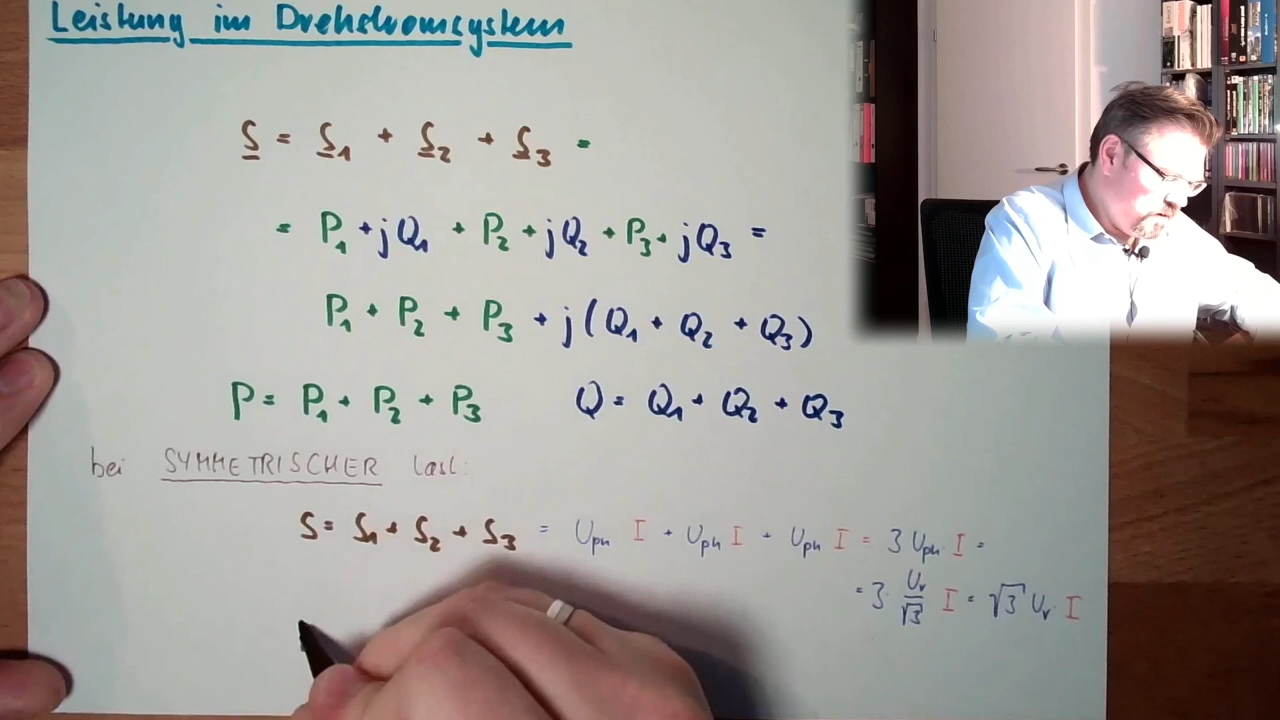 Leistung im Drehstromsystem
S = S1 + S2 + S3 =
= P1 + jQ1 + P2 + jQ2 + P3 + jQ3 =
P1 + P2 + P3 + j(Q1 + Q2 + Q3)
P = P1 + P2 + P3 Q = Q1 + Q2 + Q3
bei SYMMETRISCHER Last:
S = S1 + S2 + S3 = Uph I + Uph I + Uph I = 3 Uph I =
= 3 · Uv/√3 I = √3 Uv I